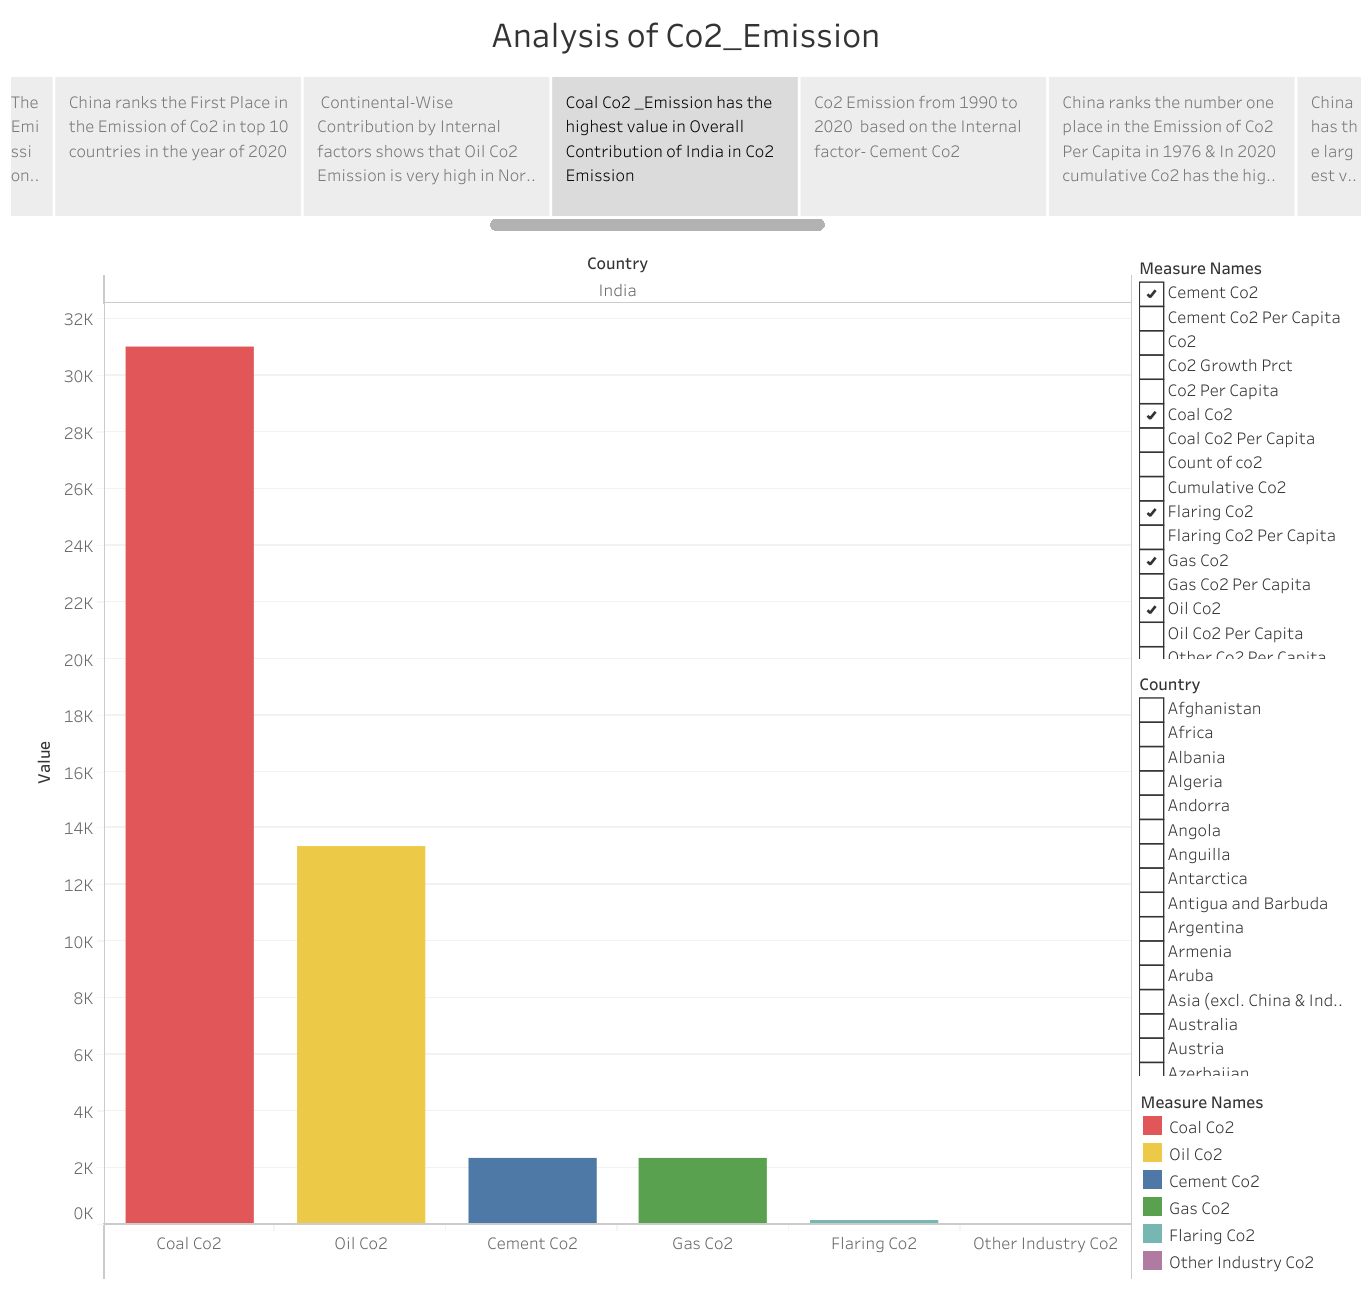 Analysis of Co2_Emission
The
Emi
ssi
on..
China ranks the First Place in
the Emission of Co2 in top 10
countries in the year of 2020
Continental-Wise
Contribution by Internal
factors shows that Oil Co2
Emission is very high in Nor..
Coal Co2 _Emission has the
highest value in Overall
Contribution of India in Co2
Emission
Co2 Emission from 1990 to
2020 based on the Internal
factor- Cement Co2
China ranks the number one
place in the Emission of Co2
Per Capita in 1976 & In 2020
cumulative Co2 has the hig..
China
has th
e larg
est v..
Country
India
32K
30K
28K
26K
24K
22K
20K
18K
16K
14K
12K
10K
8K
6K
4K
2K
0K
Value
Coal Co2
Oil Co2
Cement Co2
Gas Co2
Flaring Co2
Other Industry Co2
Measure Names
Cement Co2
Cement Co2 Per Capita
Co2
Co2 Growth Prct
Co2 Per Capita
Coal Co2
Coal Co2 Per Capita
Count of co2
Cumulative Co2
Flaring Co2
Flaring Co2 Per Capita
Gas Co2
Gas Co2 Per Capita
Oil Co2
Oil Co2 Per Capita
Other Co2 Per Capita
Country
Afghanistan
Africa
Albania
Algeria
Andorra
Angola
Anguilla
Antarctica
Antigua and Barbuda
Argentina
Armenia
Aruba
Asia (excl. China & Ind..
Australia
Austria
Azerbaijan
Measure Names
Coal Co2
Oil Co2
Cement Co2
Gas Co2
Flaring Co2
Other Industry Co2